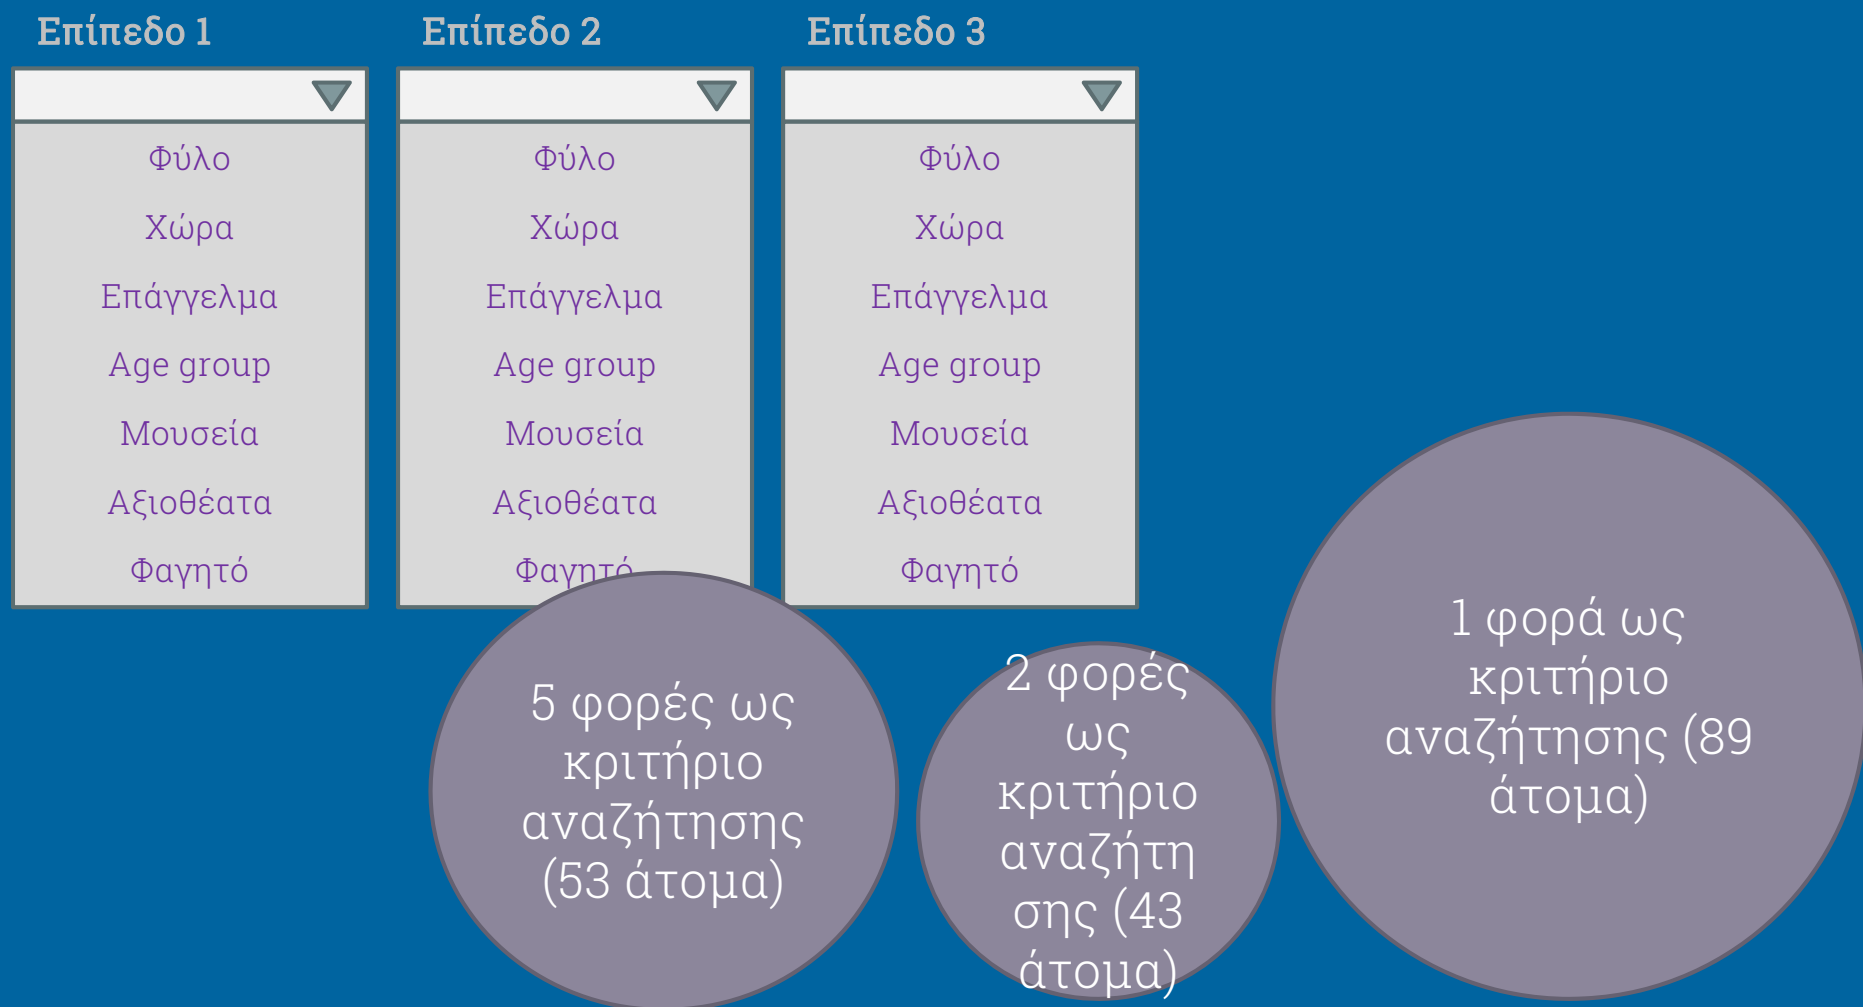 Επίπεδο 1
Φύλο
Χώρα
Επάγγελμα
Age group
Μουσεία
Αξιοθέατα
Φαγητό
Επίπεδο 2
Φύλο
Χώρα
Επάγγελμα
Age group
Μουσεία
Αξιοθέατα
Φαγητό
Επίπεδο 3
Φύλο
Χώρα
Επάγγελμα
Age group
Μουσεία
Αξιοθέατα
Φαγητό
5 φορές ως
κριτήριο
αναζήτησης
(53 άτομα)
2 φορές
ως
κριτήριο
αναζήτη
σης (43
άτομα)
1 φορά ως
κριτήριο
αναζήτησης (89
άτομα)